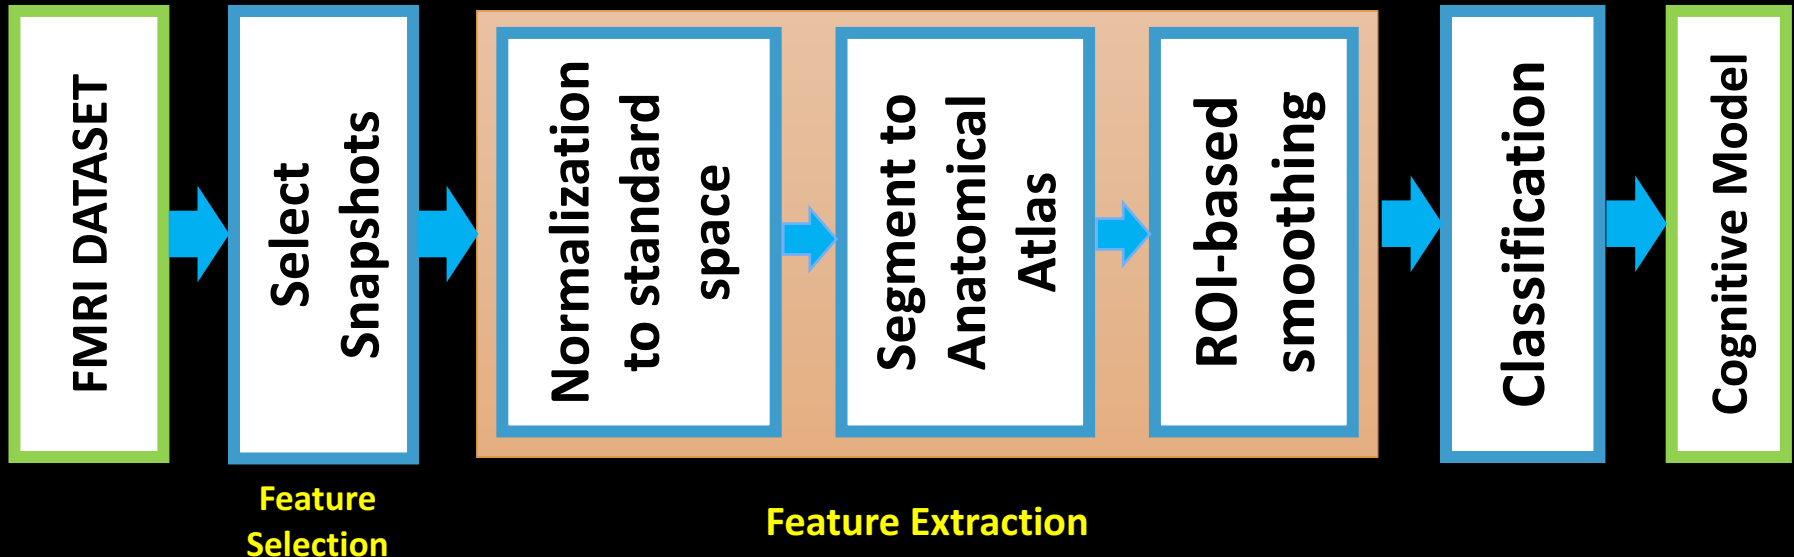 FMRI DATASET
Select
Snapshots
Normalization
to standard
space
Segment to
Anatomical
Atlas
ROI-based
smoothing
Classification
Cognitive Model
Feature
Selection
Feature Extraction